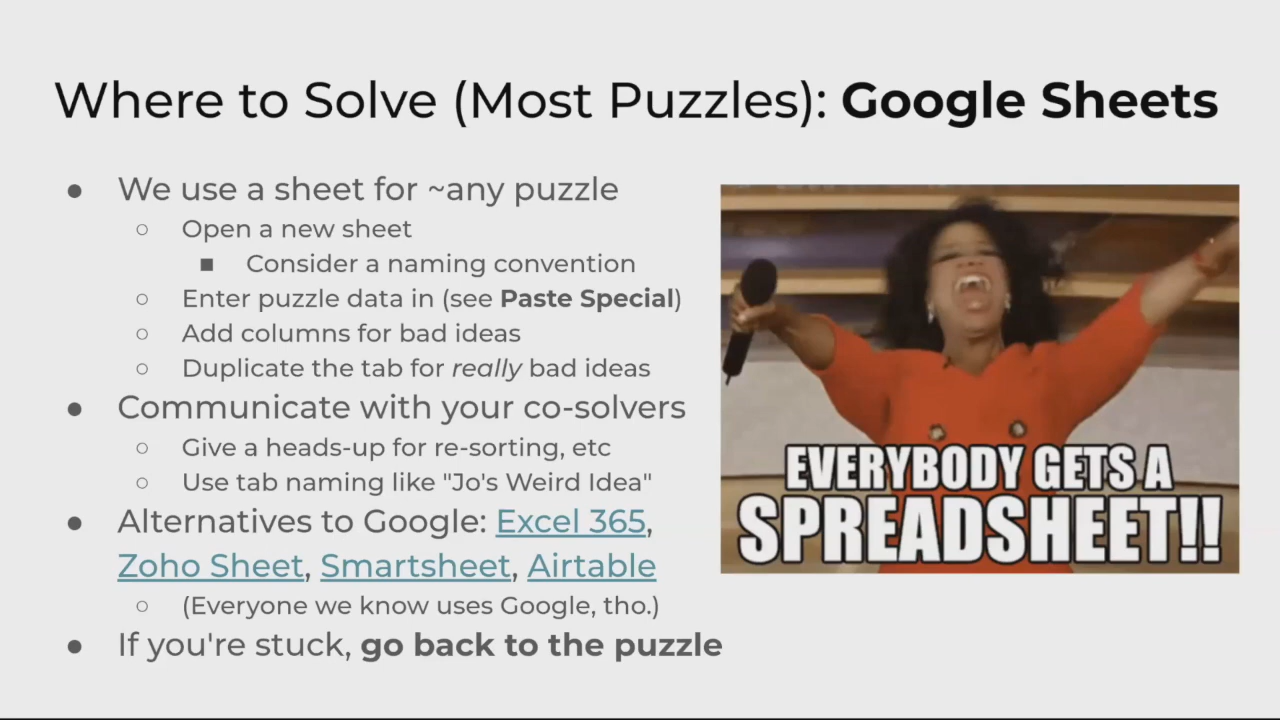 Where to Solve (Most Puzzles): Google Sheets
● We use a sheet for ~any puzzle
○ Open a new sheet
■ Consider a naming convention
○ Enter puzzle data in (see Paste Special)
○ Add columns for bad ideas
○ Duplicate the tab for really bad ideas
● Communicate with your co-solvers
○ Give a heads-up for re-sorting, etc
○ Use tab naming like "Jo's Weird Idea"
● Alternatives to Google: Excel 365,
Zoho Sheet, Smartsheet, Airtable
○ (Everyone we know uses Google, tho.)
● If you're stuck, go back to the puzzle
EVERYBODY GETS A
SPREADSHEET!!